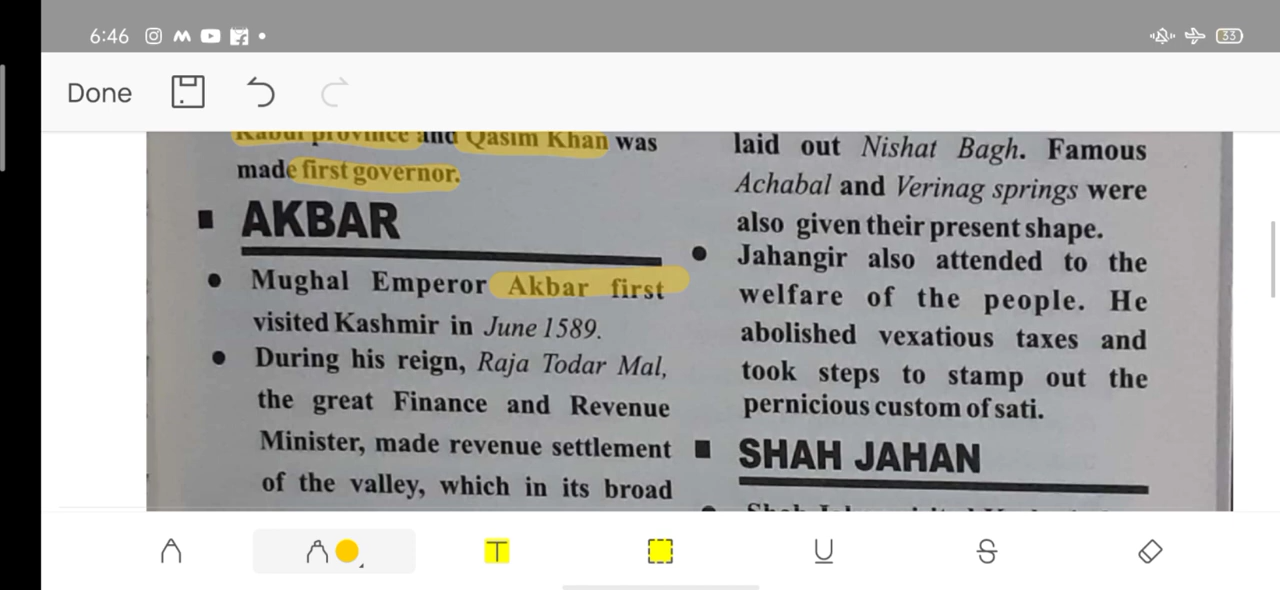 6:46
33
Done
Kabul province and Qasim Khan was
made first governor.
AKBAR
Mughal Emperor Akbar first
visited Kashmir in June 1589.
During his reign, Raja Todar Mal,
the great Finance and Revenue
Minister, made revenue settlement
of the valley, which in its broad
laid out Nishat Bagh. Famous
Achabal and Verinag springs were
also given their present shape.
Jahangir also attended to the
welfare of the people. He
abolished vexatious taxes and
took steps to stamp out the
pernicious custom of sati.
SHAH JAHAN
T
U
S